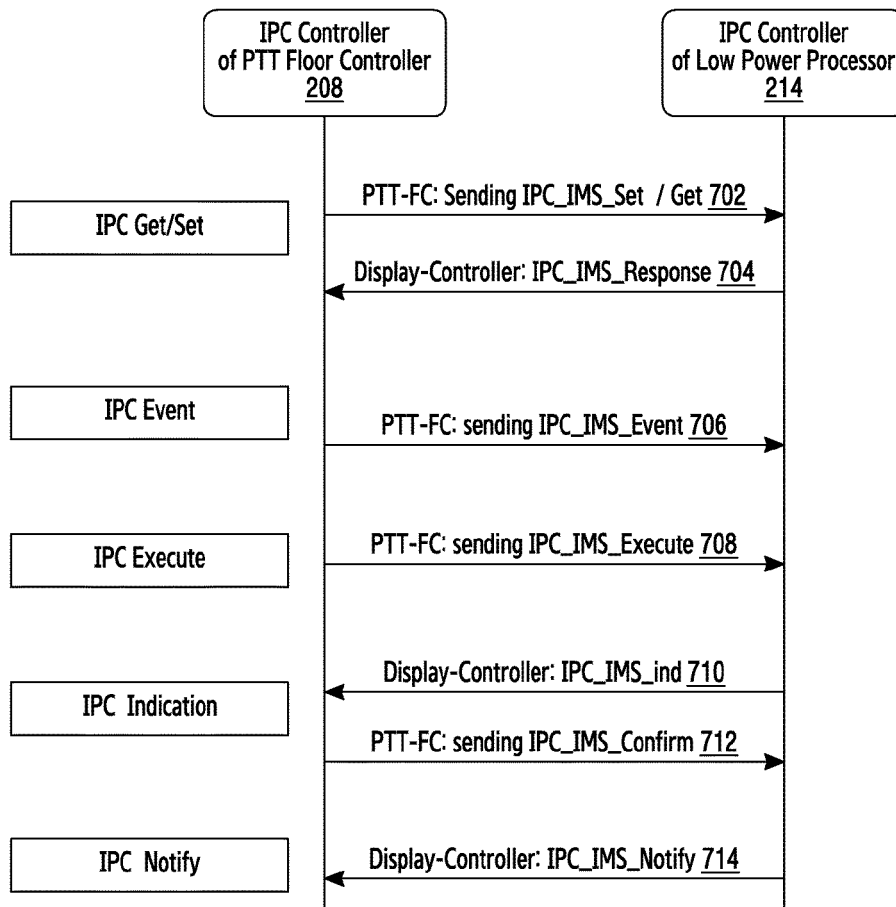 IPC Controller
of PTT Floor Controller
208
IPC Controller
of Low Power Processor
214
IPC Get/Set
PTT-FC: Sending IPC_IMS_Set / Get 702
Display-Controller: IPC_IMS_Response 704
IPC Event
PTT-FC: sending IPC_IMS_Event 706
IPC Execute
PTT-FC: sending IPC_IMS_Execute 708
IPC Indication
Display-Controller: IPC_IMS_ind 710
PTT-FC: sending IPC_IMS_Confirm 712
IPC Notify
Display-Controller: IPC_IMS_Notify 714